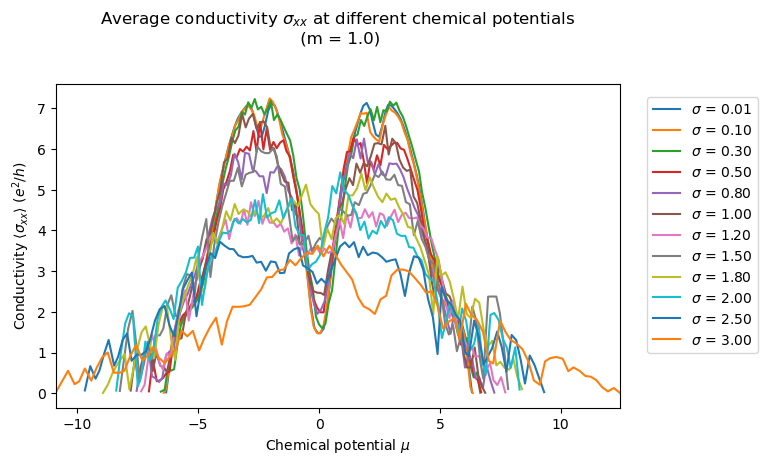 Average conductivity σxx at different chemical potentials
(m = 1.0)
Conductivity ⟨σxx⟩ (e²/h)
7
6
5
4
3
2
1
0
−10
−5
0
5
10
Chemical potential μ
σ = 0.01
σ = 0.10
σ = 0.30
σ = 0.50
σ = 0.80
σ = 1.00
σ = 1.20
σ = 1.50
σ = 1.80
σ = 2.00
σ = 2.50
σ = 3.00